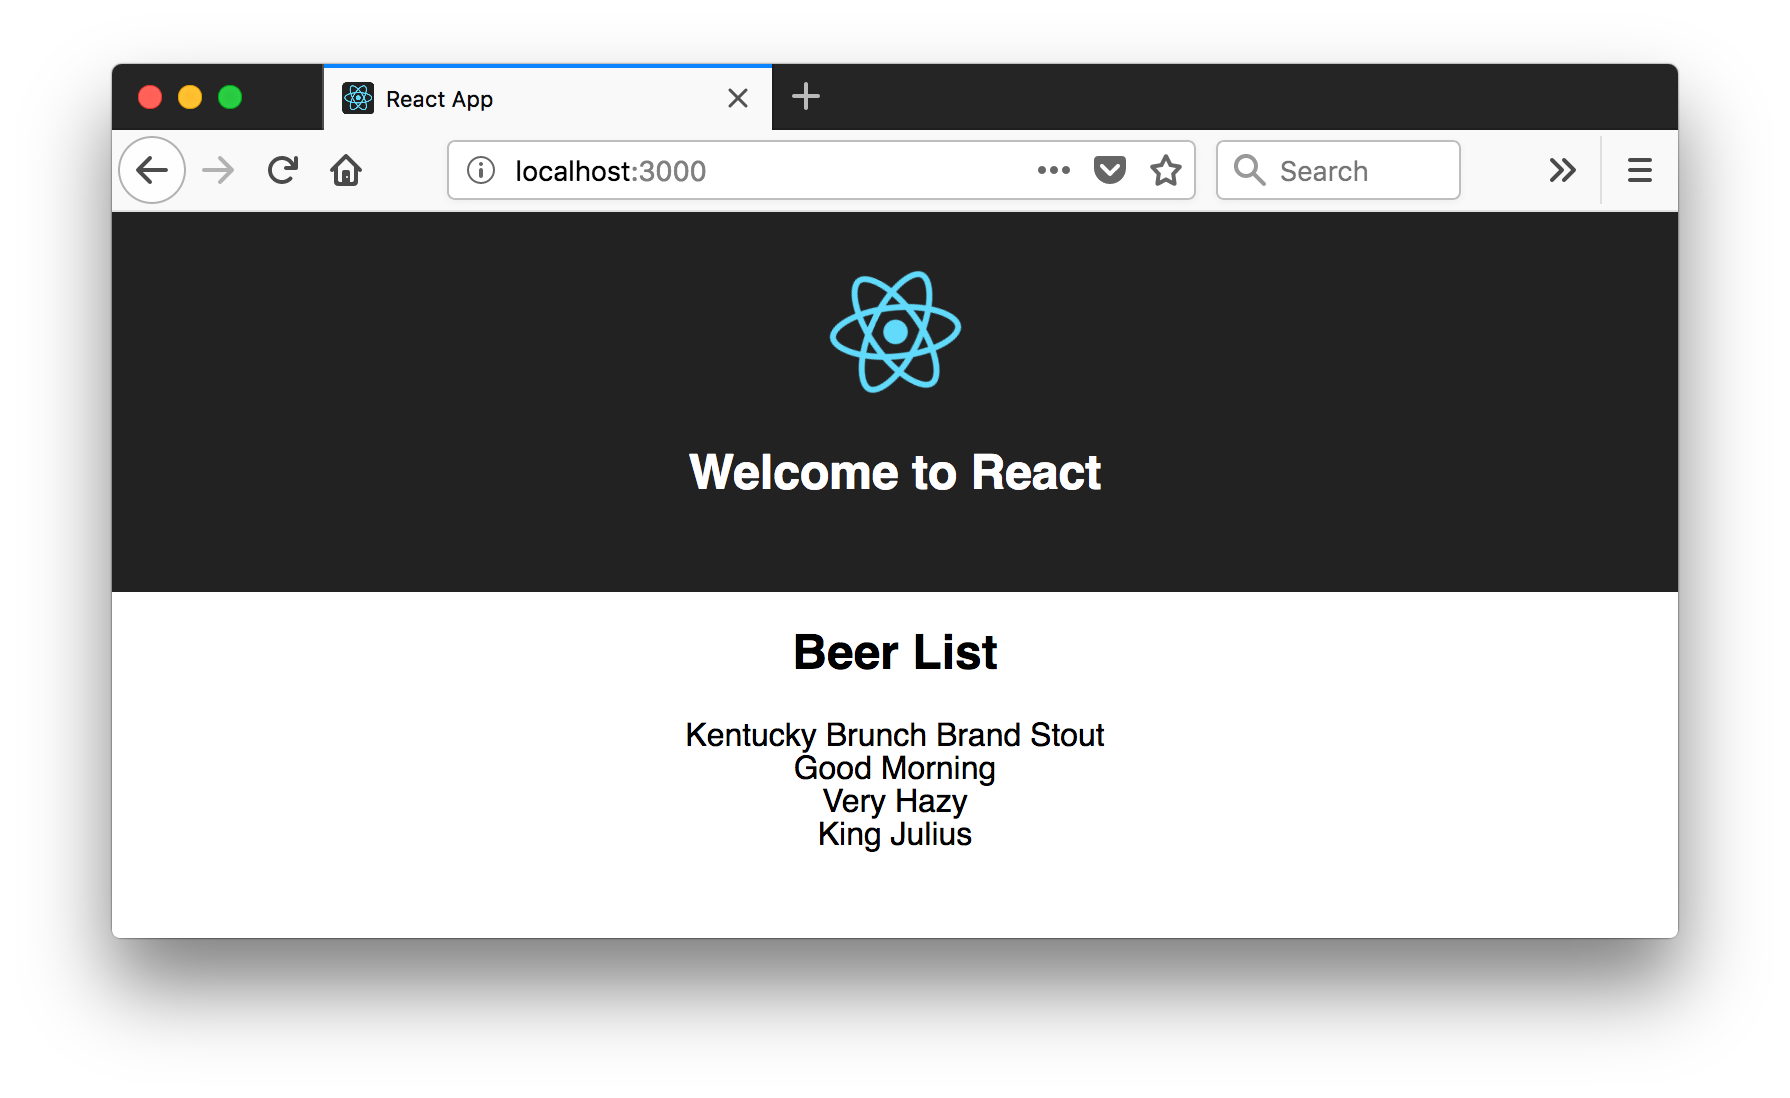 React App
localhost:3000
Search
Welcome to React
Beer List
Kentucky Brunch Brand Stout
Good Morning
Very Hazy
King Julius